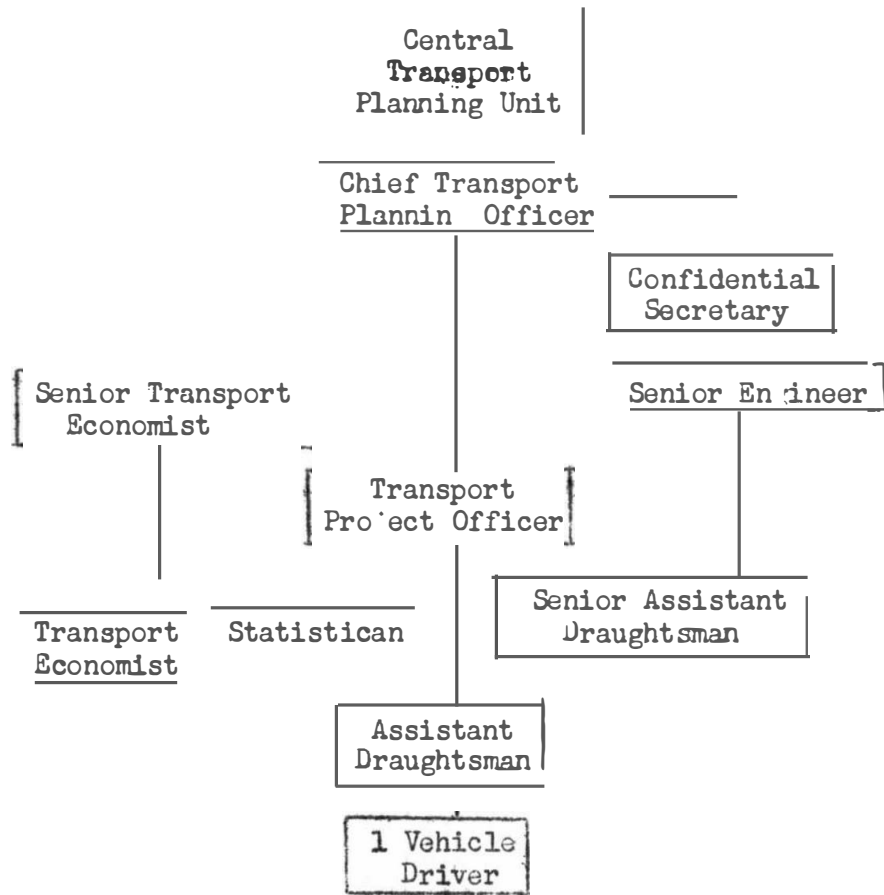 Central
Transport
Planning Unit
Chief Transport
Plannin Officer
Confidential
Secretary
Senior Transport
Economist
Senior En ineer
Transport
Pro ect Officer
Transport
Economist
Statistican
Senior Assistant
Draughtsman
Assistant
Draughtsman
1 Vehicle
Driver